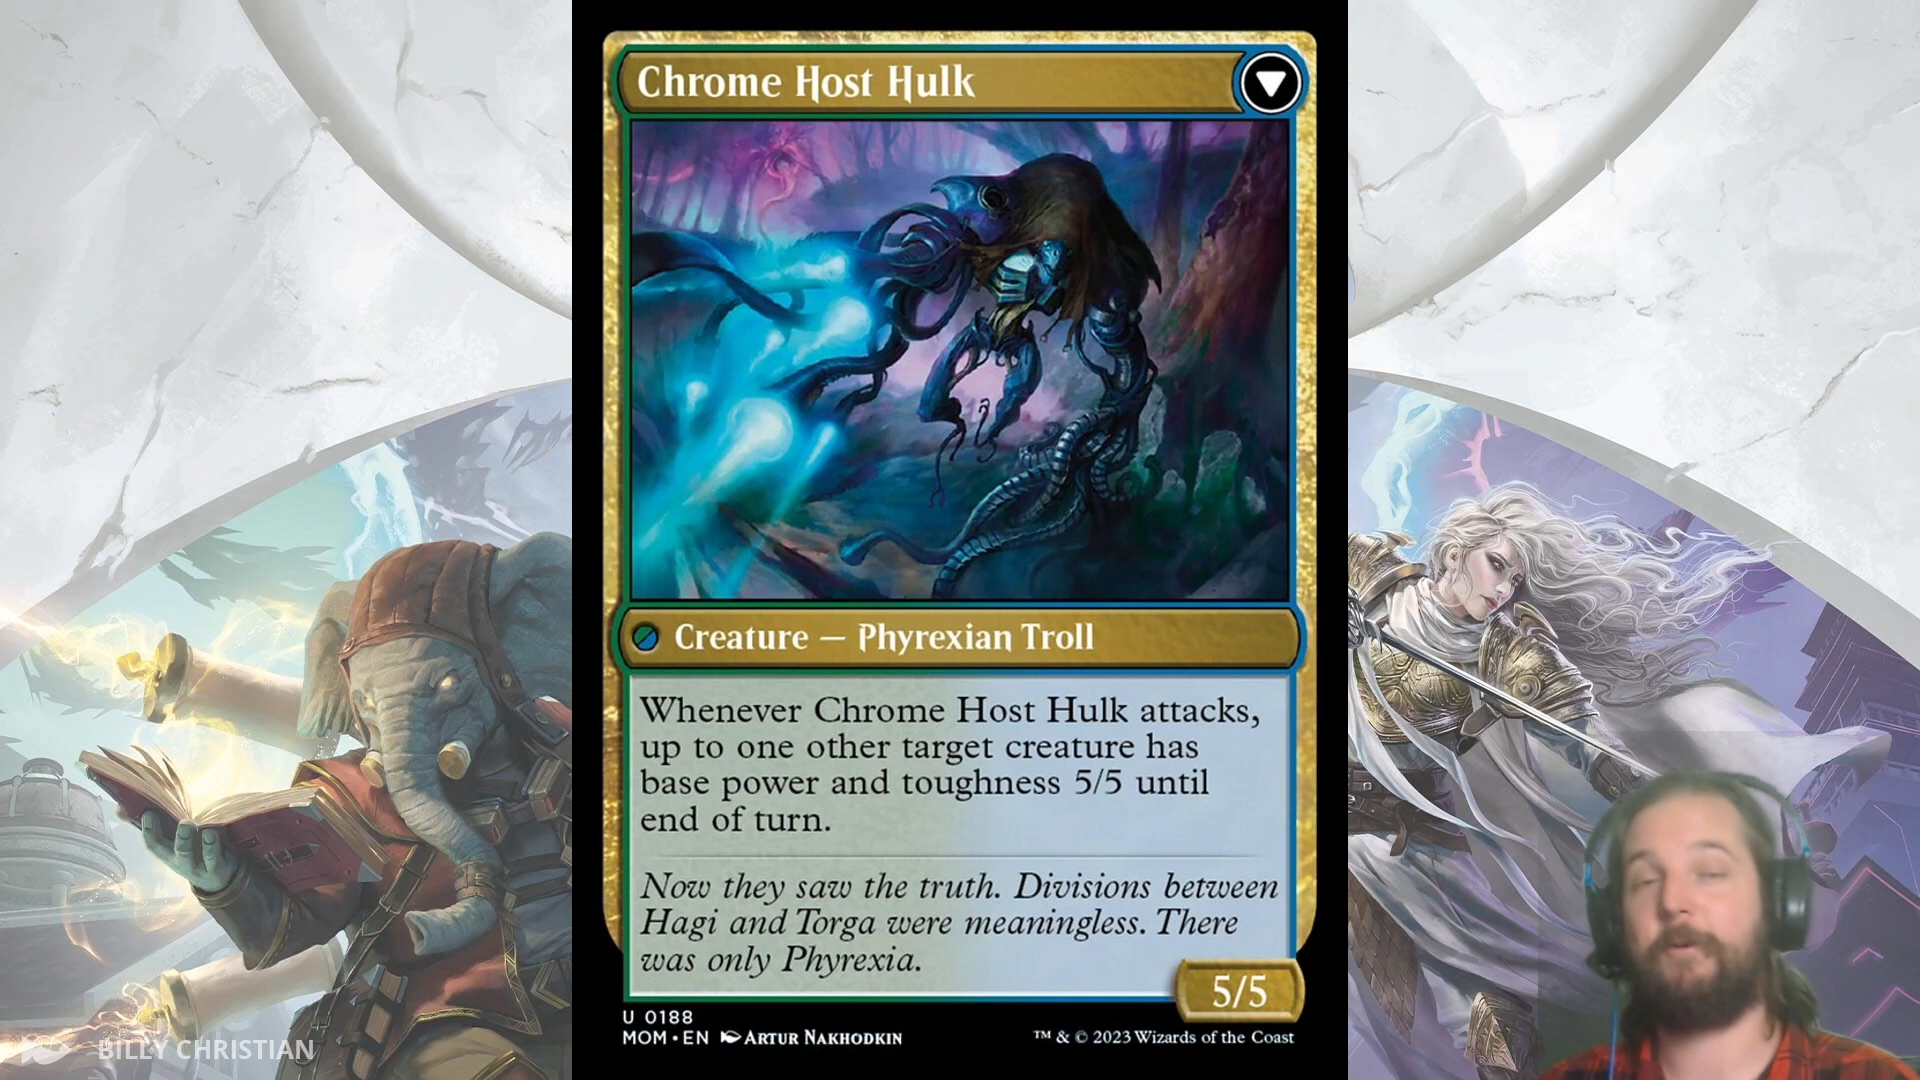 Chrome Host Hulk
Creature — Phyrexian Troll
Whenever Chrome Host Hulk attacks,
up to one other target creature has
base power and toughness 5/5 until
end of turn.
Now they saw the truth. Divisions between
Hagi and Torga were meaningless. There
was only Phyrexia.
5/5
U 0188
MOM • EN ARTUR NAKHODKIN
™ & © 2023 Wizards of the Coast
BILLY CHRISTIAN